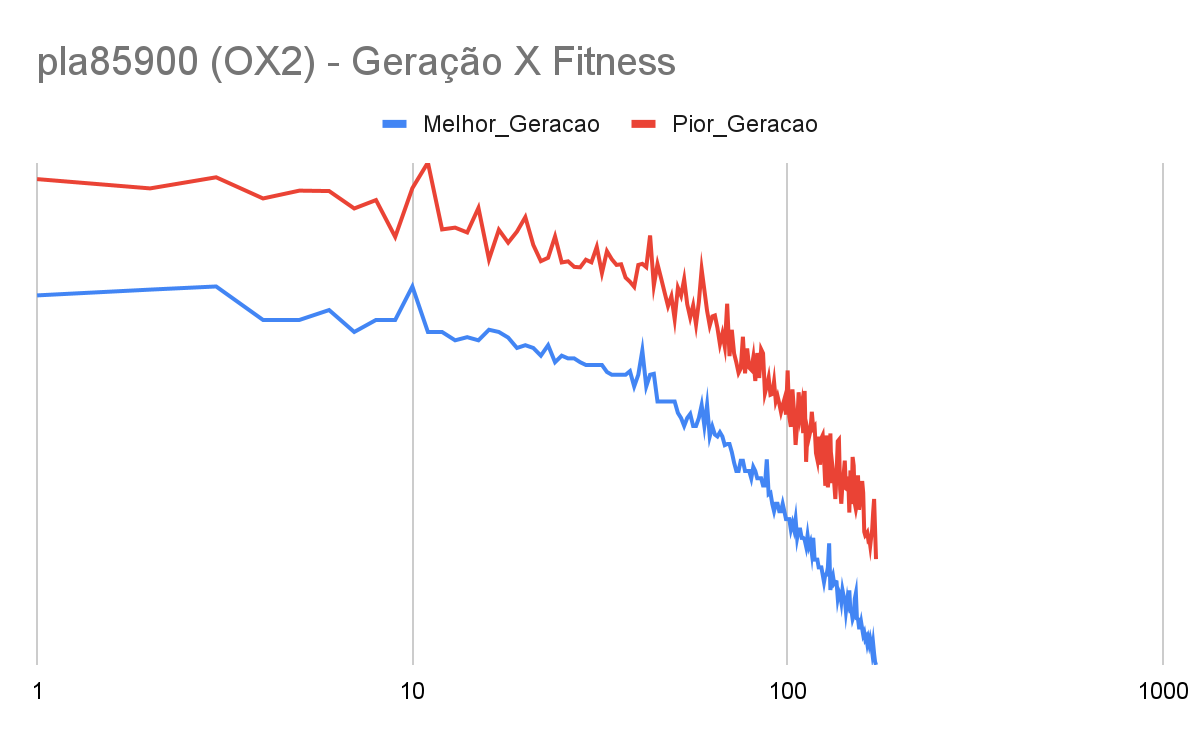 pla85900 (OX2) - Geração X Fitness
Melhor_Geracao Pior_Geracao
1 10 100 1000